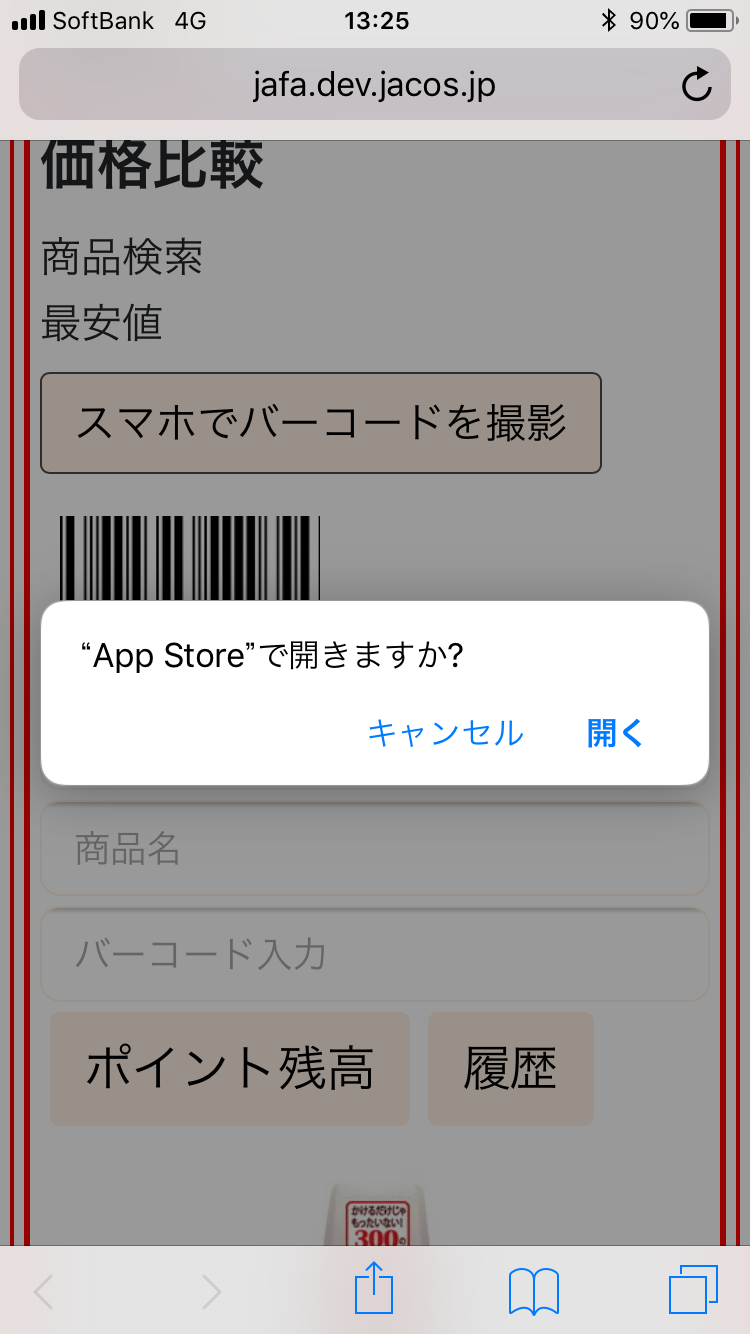 SoftBank 4G 13:25 90%
jafa.dev.jacos.jp
価格比較
商品検索
最安値
スマホでバーコードを撮影
“App Store”で開きますか?
キャンセル 開く
商品名
バーコード入力
ポイント残高 履歴
かけるだけじゃ
もったいない!
300の